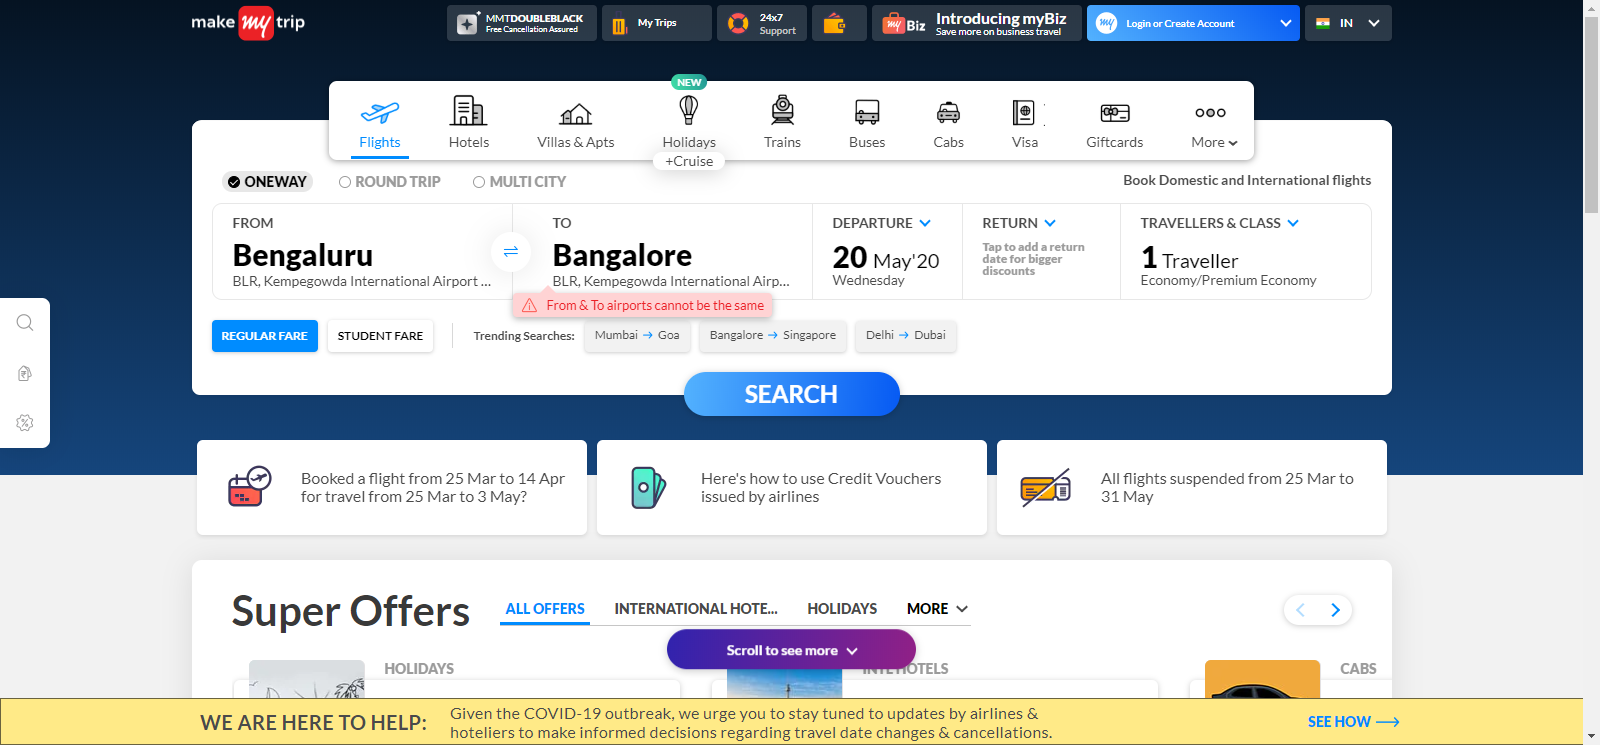 make my trip
MMTDOUBLEBLACK
Free Cancellation Assured
My Trips
24x7
Support
my Biz
Introducing myBiz
Save more on business travel
my
Login or Create Account
IN
NEW
Flights
Hotels
Villas & Apts
Holidays
+Cruise
Trains
Buses
Cabs
Visa
Giftcards
More
ONEWAY
ROUND TRIP
MULTI CITY
Book Domestic and International flights
FROM
Bengaluru
BLR, Kempegowda International Airport ...
TO
Bangalore
BLR, Kempegowda International Airp...
From & To airports cannot be the same
DEPARTURE
20 May'20
Wednesday
RETURN
Tap to add a return
date for bigger
discounts
TRAVELLERS & CLASS
1 Traveller
Economy/Premium Economy
REGULAR FARE
STUDENT FARE
Trending Searches:
Mumbai → Goa
Bangalore → Singapore
Delhi → Dubai
SEARCH
Booked a flight from 25 Mar to 14 Apr
for travel from 25 Mar to 3 May?
Here's how to use Credit Vouchers
issued by airlines
All flights suspended from 25 Mar to
31 May
Super Offers
ALL OFFERS
INTERNATIONAL HOTE...
HOLIDAYS
MORE
Scroll to see more
HOLIDAYS
INTL HOTELS
CABS
WE ARE HERE TO HELP:
Given the COVID-19 outbreak, we urge you to stay tuned to updates by airlines &
hoteliers to make informed decisions regarding travel date changes & cancellations.
SEE HOW